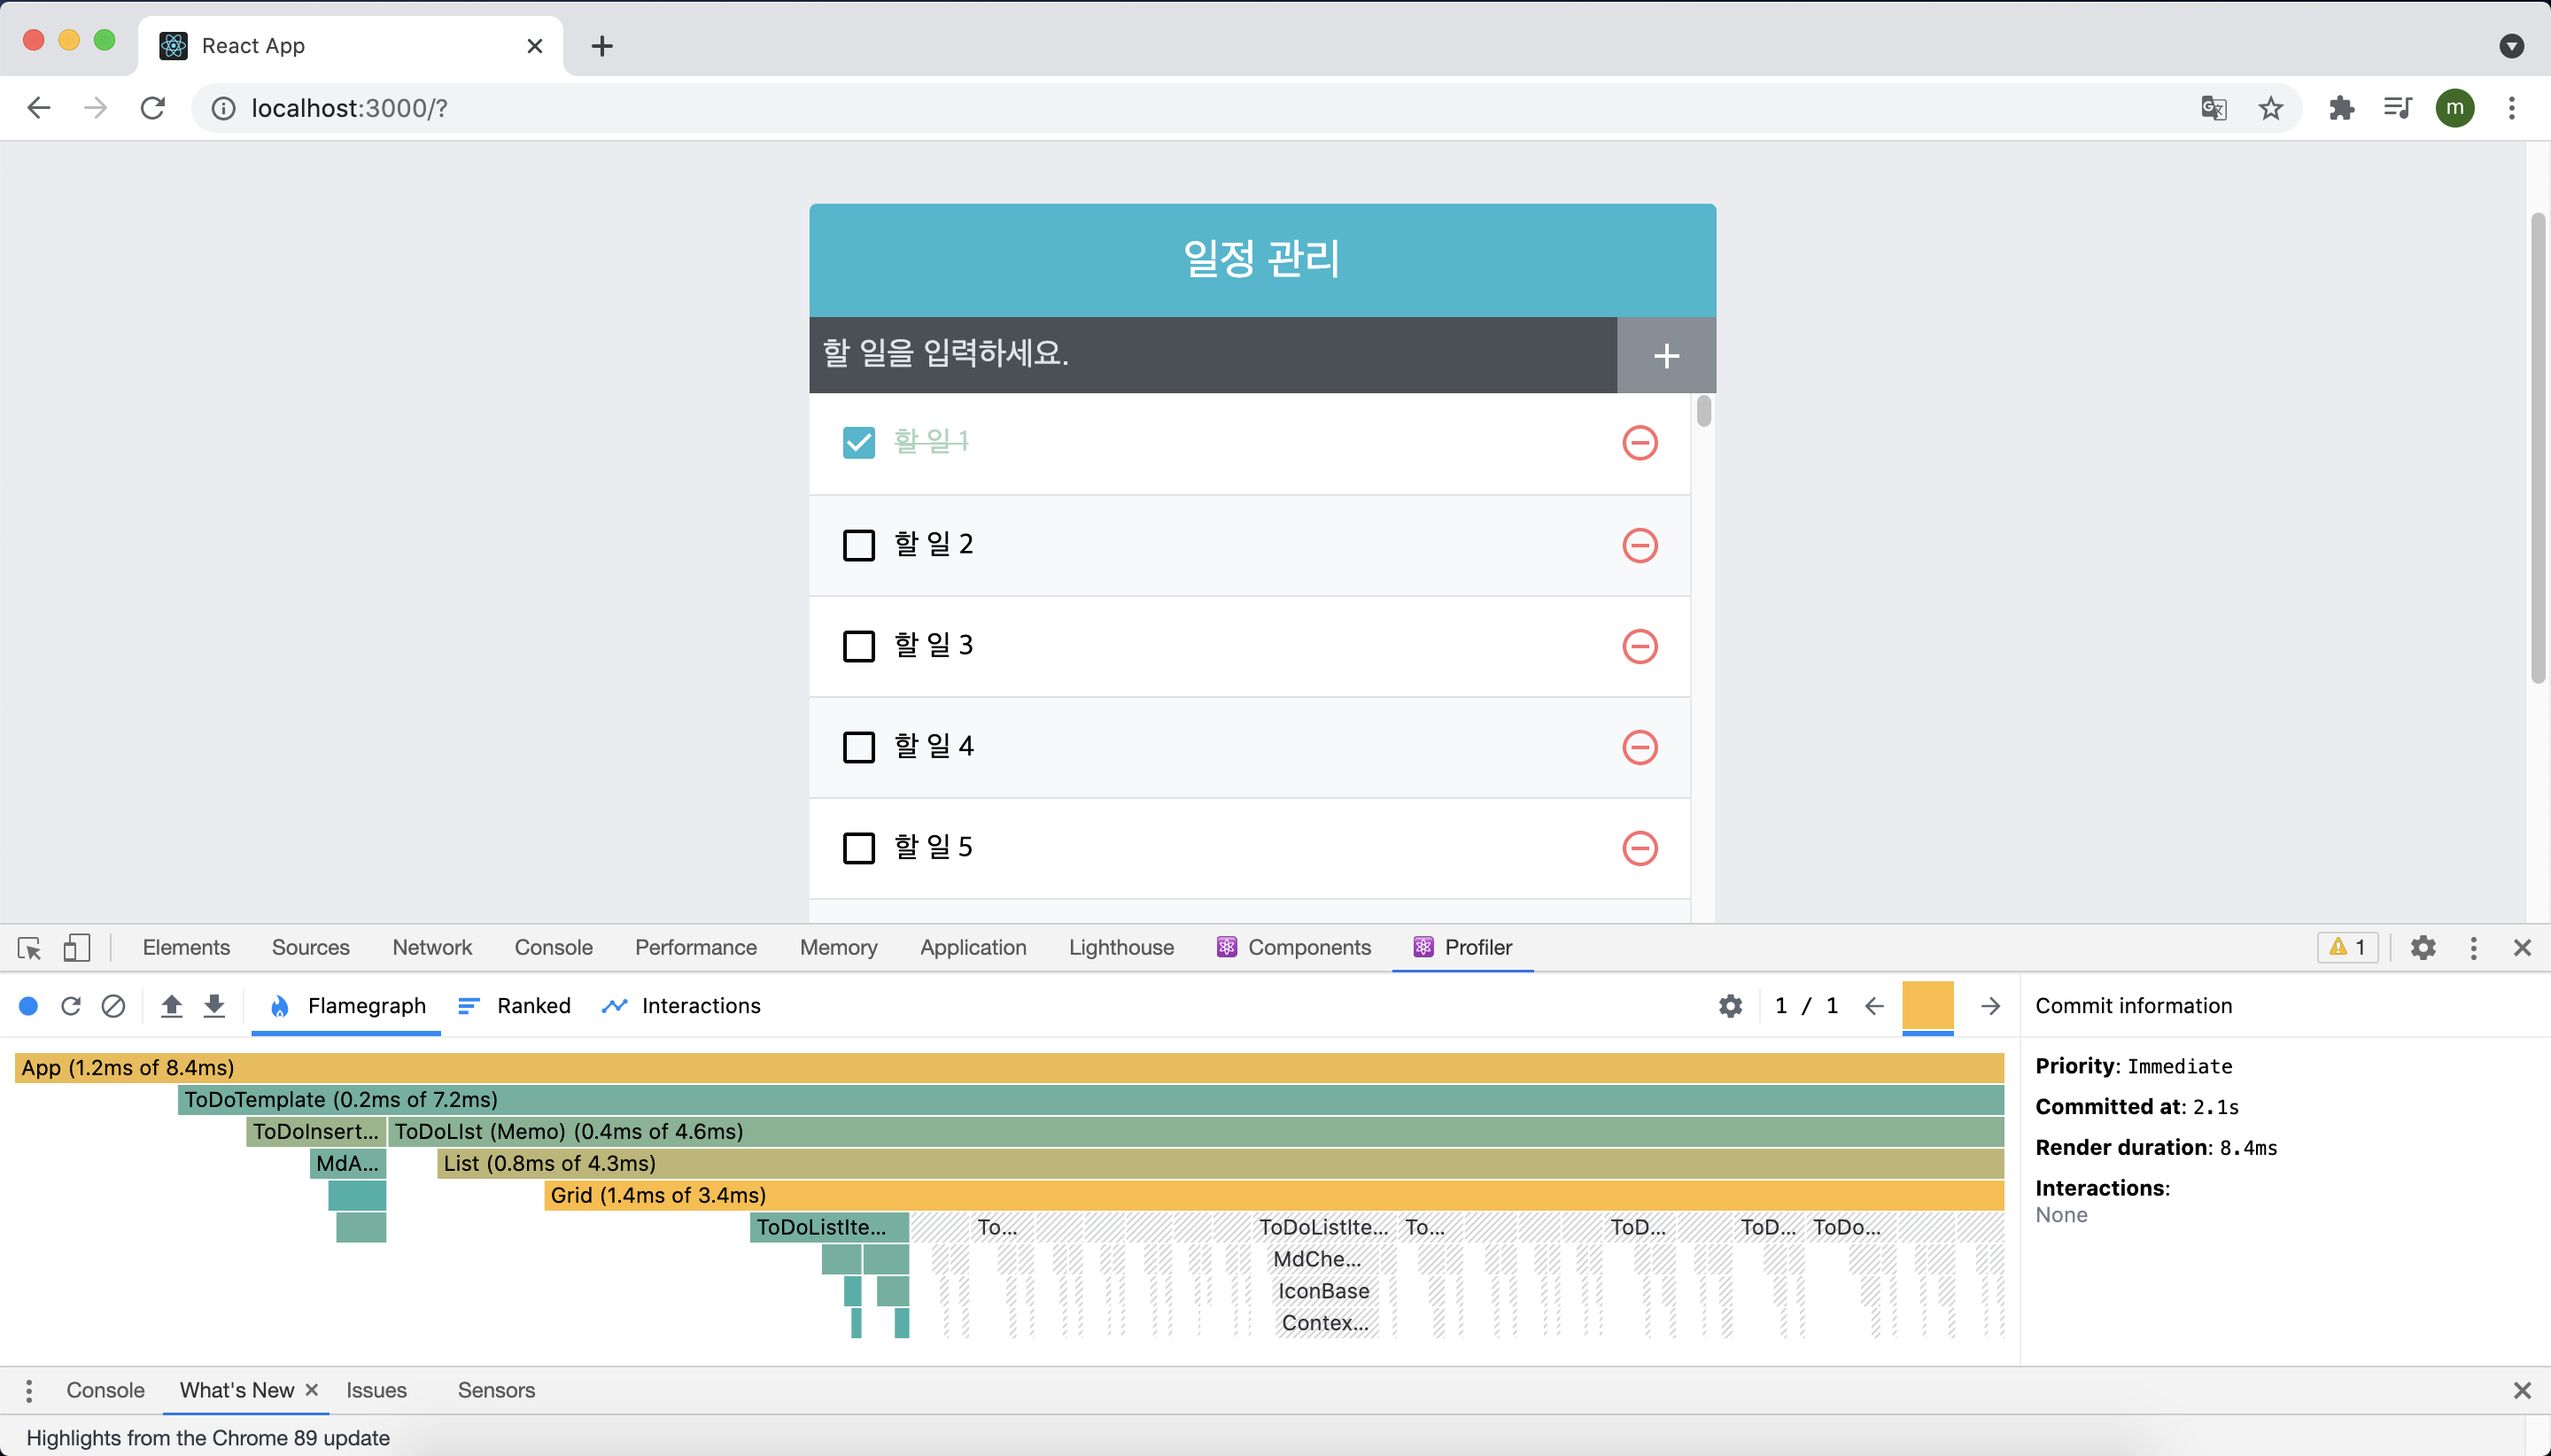 React App
localhost:3000/?
m
일정 관리
할 일을 입력하세요.
할 일 1
할 일 2
할 일 3
할 일 4
할 일 5
Elements Sources Network Console Performance Memory Application Lighthouse Components Profiler 1
Flamegraph Ranked Interactions 1 / 1 Commit information
App (1.2ms of 8.4ms)
ToDoTemplate (0.2ms of 7.2ms)
ToDoInsert... ToDoLIst (Memo) (0.4ms of 4.6ms)
MdA... List (0.8ms of 4.3ms)
Grid (1.4ms of 3.4ms)
ToDoListIte... To... ToDoListIte... To... ToD... ToD... ToDo...
MdChe...
IconBase
Contex...
Priority: Immediate
Committed at: 2.1s
Render duration: 8.4ms
Interactions:
None
Console What's New Issues Sensors
Highlights from the Chrome 89 update